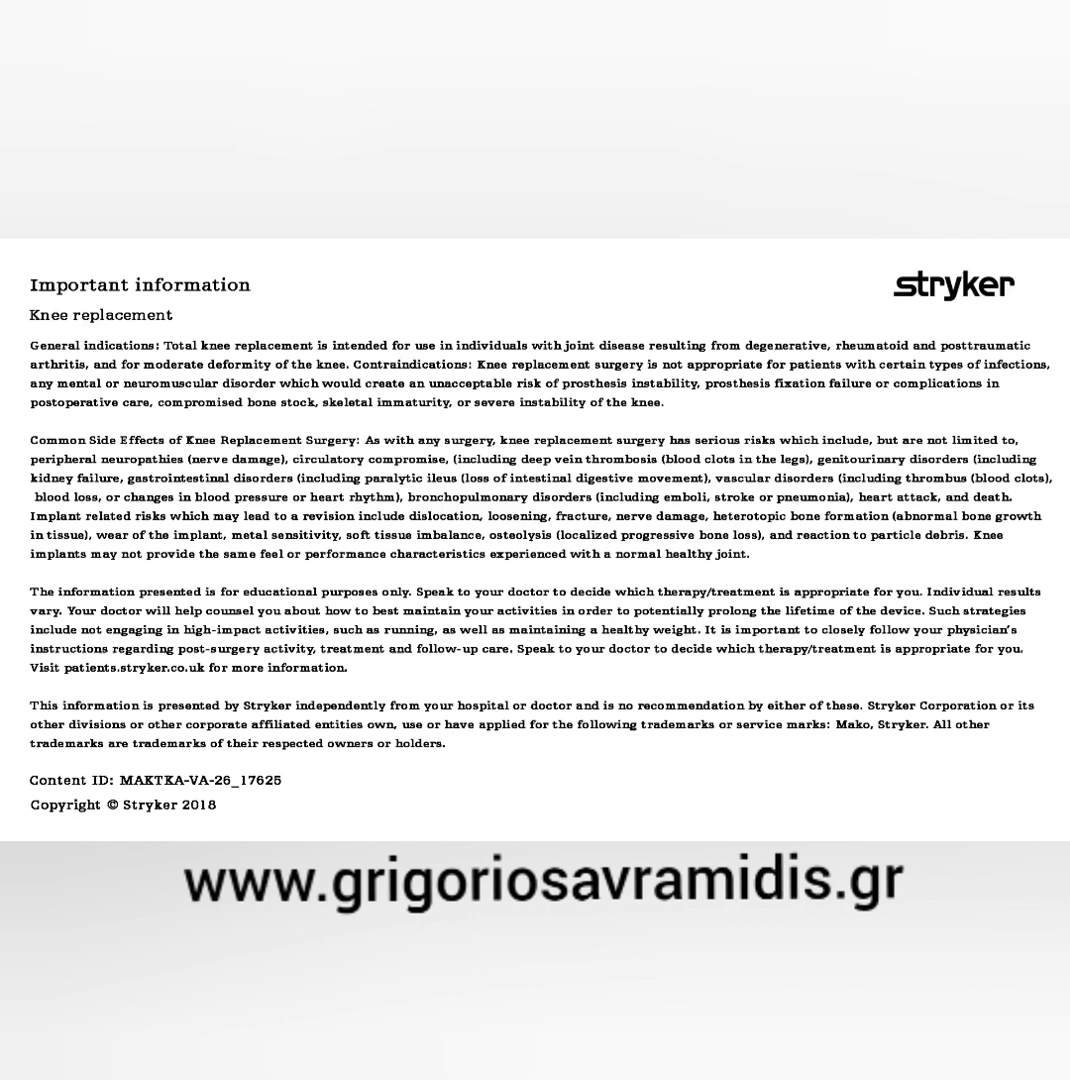 Important information
stryker
Knee replacement
General indications: Total knee replacement is intended for use in individuals with joint disease resulting from degenerative, rheumatoid and posttraumatic
arthritis, and for moderate deformity of the knee. Contraindications: Knee replacement surgery is not appropriate for patients with certain types of infections,
any mental or neuromuscular disorder which would create an unacceptable risk of prosthesis instability, prosthesis fixation failure or complications in
postoperative care, compromised bone stock, skeletal immaturity, or severe instability of the knee.
Common Side Effects of Knee Replacement Surgery: As with any surgery, knee replacement surgery has serious risks which include, but are not limited to,
peripheral neuropathies (nerve damage), circulatory compromise, (including deep vein thrombosis (blood clots in the legs), genitourinary disorders (including
kidney failure, gastrointestinal disorders (including paralytic ileus (loss of intestinal digestive movement), vascular disorders (including thrombus (blood clots),
blood loss, or changes in blood pressure or heart rhythm), bronchopulmonary disorders (including emboli, stroke or pneumonia), heart attack, and death.
Implant related risks which may lead to a revision include dislocation, loosening, fracture, nerve damage, heterotopic bone formation (abnormal bone growth
in tissue), wear of the implant, metal sensitivity, soft tissue imbalance, osteolysis (localized progressive bone loss), and reaction to particle debris. Knee
implants may not provide the same feel or performance characteristics experienced with a normal healthy joint.
The information presented is for educational purposes only. Speak to your doctor to decide which therapy/treatment is appropriate for you. Individual results
vary. Your doctor will help counsel you about how to best maintain your activities in order to potentially prolong the lifetime of the device. Such strategies
include not engaging in high-impact activities, such as running, as well as maintaining a healthy weight. It is important to closely follow your physician's
instructions regarding post-surgery activity, treatment and follow-up care. Speak to your doctor to decide which therapy/treatment is appropriate for you.
Visit patients.stryker.co.uk for more information.
This information is presented by Stryker independently from your hospital or doctor and is no recommendation by either of these. Stryker Corporation or its
other divisions or other corporate affiliated entities own, use or have applied for the following trademarks or service marks: Mako, Stryker. All other
trademarks are trademarks of their respected owners or holders.
Content ID: MAKTKA-VA-26_17625
Copyright © Stryker 2018
www.grigoriosavramidis.gr